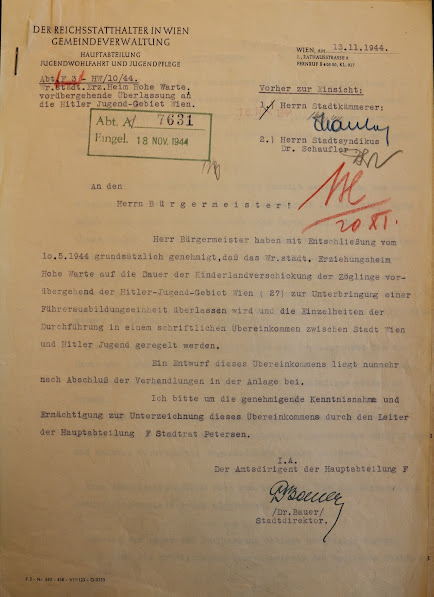 DER REICHSSTATTHALTER IN WIEN
GEMEINDEVERWALTUNG
HAUPTABTEILUNG
JUGENDWOHLFAHRT UND JUGENDPFLEGE
WIEN, am 13.11.1944.
Abt. F 3 - HW/10/44.
Wr.städt.Erz.Heim Hohe Warte,
vorübergehende Überlassung an
die Hitler Jugend-Gebiet Wien.
Vorher zur Einsicht:
1.) Herrn Stadtkämmerer:
2.) Herrn Stadtsyndikus
Dr. Schaufler
Abt. A/ 7631
Eingel. 18 NOV. 1944
20 XI.
An den
Herrn Bürgermeister!
Herr Bürgermeister haben mit Entschließung vom
10.5.1944 grundsätzlich genehmigt, daß das Wr.städt. Erziehungsheim
Hohe Warte auf die Dauer der Kinderlandverschickung der Zöglinge vor-
übergehend der Hitler-Jugend-Gebiet Wien (27) zur Unterbringung einer
Führerausbildungseinheit überlassen wird und die Einzelheiten der
Durchführung in einem schriftlichen Übereinkommen zwischen Stadt Wien
und Hitler Jugend geregelt werden.
Ein Entwurf dieses Übereinkommens liegt nunmehr
nach Abschluß der Verhandlungen in der Anlage bei.
Ich bitte um die genehmigende Kenntnisnahme und
Ermächtigung zur Unterzeichnung dieses Übereinkommens durch den Leiter
der Hauptabteilung F Stadtrat Petersen.
I.A.
Der Amtsdirigent der Hauptabteilung F
/Dr.Bauer/
Stadtdirektor.